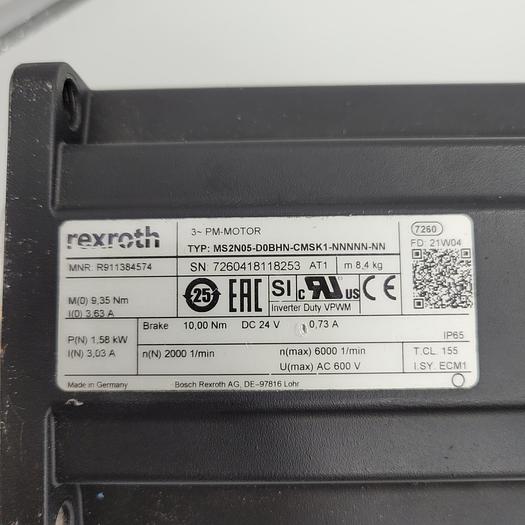 rexroth
3~ PM-MOTOR
7260
TYP: MS2N05-D0BHN-CMSK1-NNNNN-NN
FD: 21W04
MNR: R911384574
SN: 7260418118253 AT1 m 8,4 kg
M(0) 9,35 Nm
I(0) 3,63 A
25
EAC
SI
c RU US
CE
Inverter Duty VPWM
P(N) 1,58 kW
I(N) 3,03 A
Brake 10,00 Nm DC 24 V 0,73 A
IP65
n(N) 2000 1/min n(max) 6000 1/min
T.CL. 155
U(max) AC 600 V
I.SY. ECM1
Made in Germany
Bosch Rexroth AG, DE-97816 Lohr